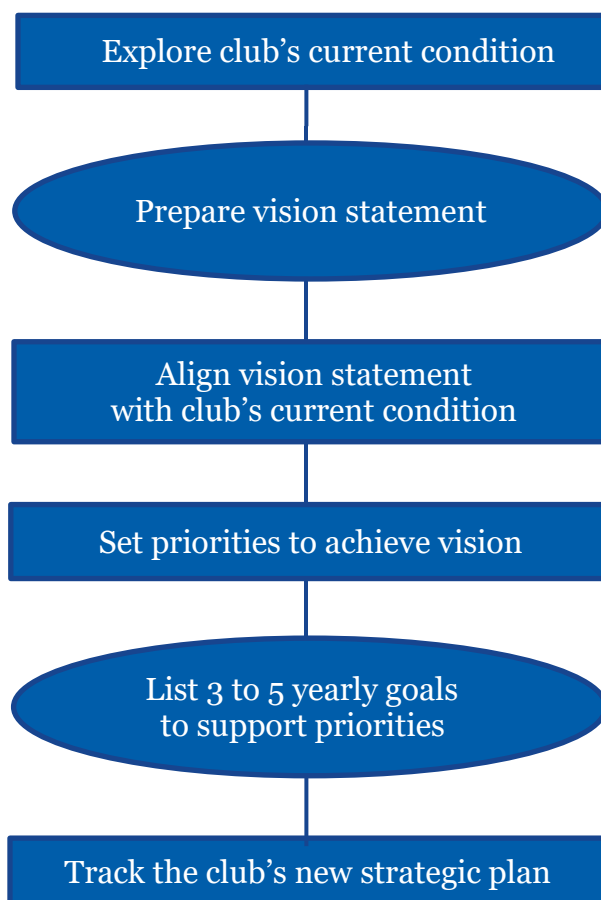 Explore club’s current condition
Prepare vision statement
Align vision statement
with club’s current condition
Set priorities to achieve vision
List 3 to 5 yearly goals
to support priorities
Track the club’s new strategic plan